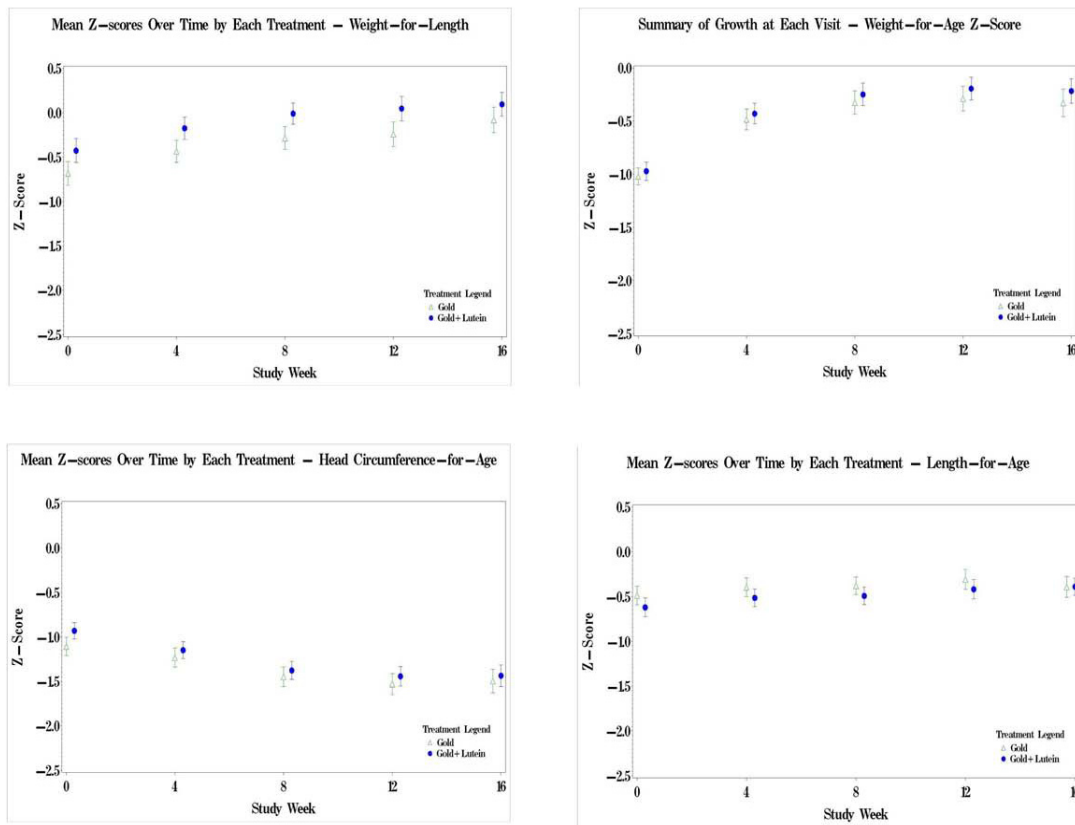 Mean Z−scores Over Time by Each Treatment − Weight−for−Length
0.5
0.0
−0.5
−1.0
−1.5
−2.0
−2.5
Z−Score
Treatment Legend
Gold
Gold+Lutein
0 4 8 12 16
Study Week
Summary of Growth at Each Visit − Weight−for−Age Z−Score
0.0
−0.5
−1.0
−1.5
−2.0
−2.5
Z−Score
Treatment Legend
Gold
Gold+Lutein
0 4 8 12 16
Study Week
Mean Z−scores Over Time by Each Treatment − Head Circumference−for−Age
0.5
0.0
−0.5
−1.0
−1.5
−2.0
−2.5
Z−Score
Treatment Legend
Gold
Gold+Lutein
0 4 8 12 16
Study Week
Mean Z−scores Over Time by Each Treatment − Length−for−Age
0.5
0.0
−0.5
−1.0
−1.5
−2.0
−2.5
Z−Score
Treatment Legend
Gold
Gold+Lutein
0 4 8 12
Study Week